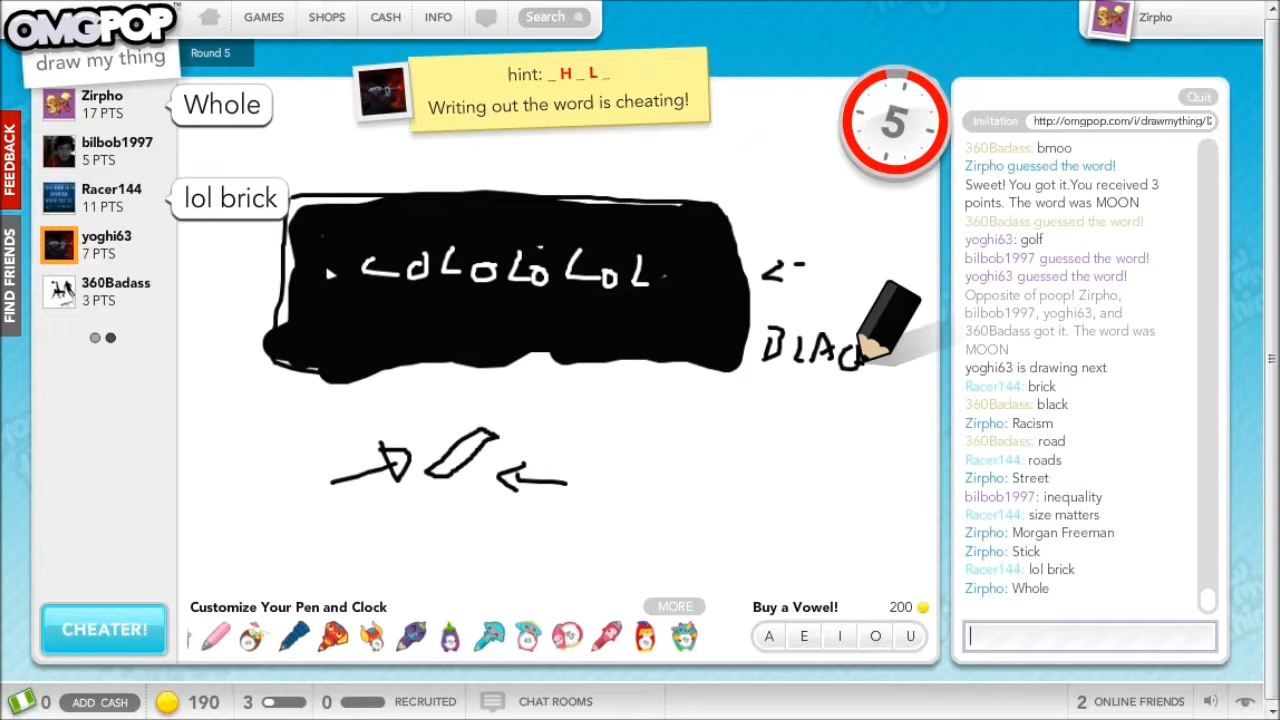 OMGPOP™
GAMES
SHOPS
CASH
INFO
Search
Zirpho
draw my thing
Round 5
hint: _ H _ L _
Writing out the word is cheating!
5
FEEDBACK
FIND FRIENDS
Zirpho
17 PTS
Whole
bilbob1997
5 PTS
Racer144
11 PTS
lol brick
yoghi63
7 PTS
360Badass
3 PTS
LOLOLOLOL
BLAC
CHEATER!
Customize Your Pen and Clock
MORE
Buy a Vowel!
200
A E I O U
Quit
Invitation
http://omgpop.com/i/drawmything/
360Badass: bmoo
Zirpho guessed the word!
Sweet! You got it.You received 3
points. The word was MOON
360Badass guessed the word!
yoghi63: golf
bilbob1997 guessed the word!
yoghi63 guessed the word!
Opposite of poop! Zirpho,
bilbob1997, yoghi63, and
360Badass got it. The word was
MOON
yoghi63 is drawing next
Racer144: brick
360Badass: black
Zirpho: Racism
360Badass: road
Racer144: roads
Zirpho: Street
bilbob1997: inequality
Racer144: size matters
Zirpho: Morgan Freeman
Zirpho: Stick
Racer144: lol brick
Zirpho: Whole
0
ADD CASH
190
3
0
RECRUITED
CHAT ROOMS
2 ONLINE FRIENDS